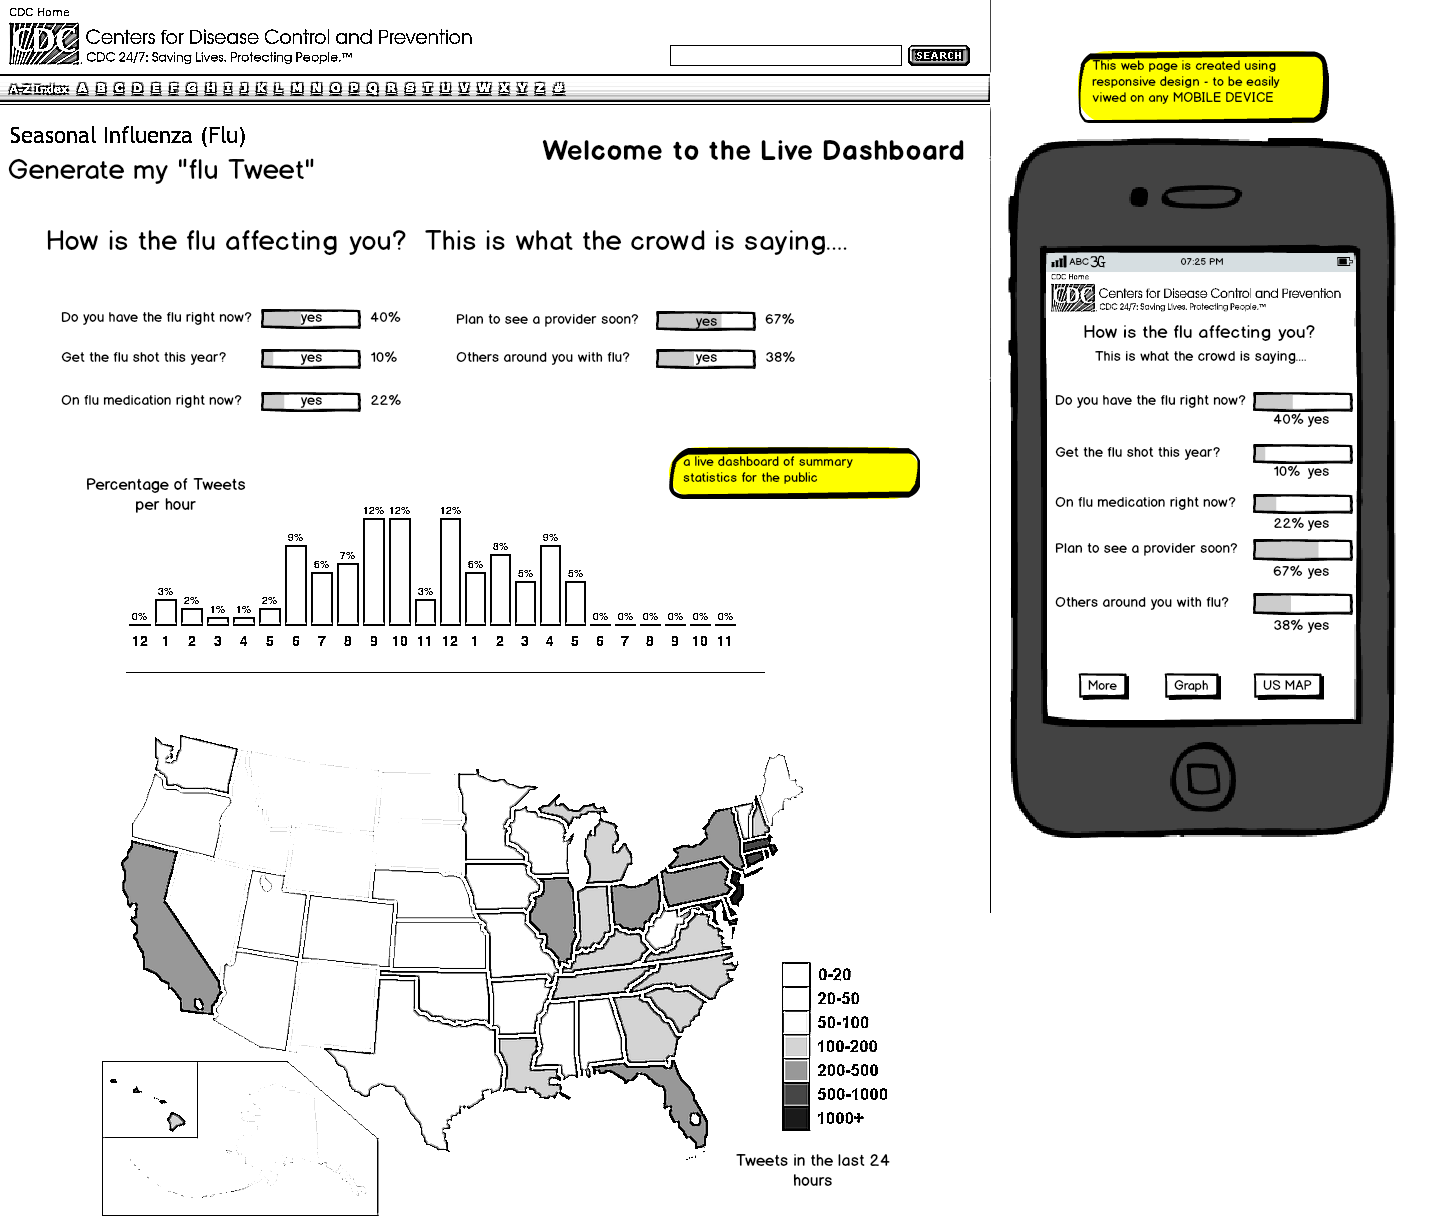 CDC Home
CDC Centers for Disease Control and Prevention
CDC 24/7: Saving Lives. Protecting People.™
SEARCH
A-Z Index A B C D E F G H I J K L M N O P Q R S T U V W X Y Z #
Seasonal Influenza (Flu)
Generate my "flu Tweet"
Welcome to the Live Dashboard
How is the flu affecting you? This is what the crowd is saying....
Do you have the flu right now? yes 40%
Plan to see a provider soon? yes 67%
Get the flu shot this year? yes 10%
Others around you with flu? yes 38%
On flu medication right now? yes 22%
a live dashboard of summary
statistics for the public
Percentage of Tweets
per hour
0% 3% 2% 1% 1% 2% 9% 6% 7% 12% 12% 3% 12% 6% 8% 5% 9% 5% 0% 0% 0% 0% 0% 0%
12 1 2 3 4 5 6 7 8 9 10 11 12 1 2 3 4 5 6 7 8 9 10 11
0-20
20-50
50-100
100-200
200-500
500-1000
1000+
Tweets in the last 24
hours
This web page is created using
responsive design - to be easily
viwed on any MOBILE DEVICE
ABC 3G 07:25 PM
CDC Home
CDC Centers for Disease Control and Prevention
CDC 24/7: Saving Lives. Protecting People.™
How is the flu affecting you?
This is what the crowd is saying....
Do you have the flu right now?
40% yes
Get the flu shot this year?
10% yes
On flu medication right now?
22% yes
Plan to see a provider soon?
67% yes
Others around you with flu?
38% yes
More Graph US MAP